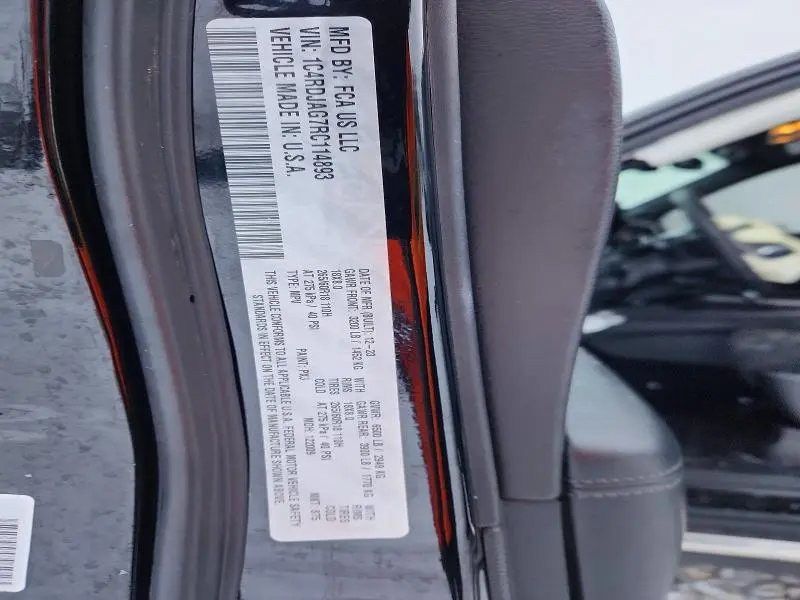 MFD BY: FCA US LLC
VIN: 1C4RDJAG7RC114893
VEHICLE MADE IN: U.S.A.
DATE OF MFR (BUILT): 12-23 GVWR: 6500 LB / 2949 KG
GAWR FRONT: 3200 LB / 1452 KG WITH GAWR REAR: 3900 LB / 1770 KG WITH
18X8.0 RIMS 18X8.0 RIMS
265/60R18 110H TIRES 265/60R18 110H TIRES
AT 275 kPa / 40 PSI COLD AT 275 kPa / 40 PSI COLD
TYPE: MPV PAINT: PXJ MDH: 122009 MKT: 875
THIS VEHICLE CONFORMS TO ALL APPLICABLE U.S.A. FEDERAL MOTOR VEHICLE SAFETY
STANDARDS IN EFFECT ON THE DATE OF MANUFACTURE SHOWN ABOVE.